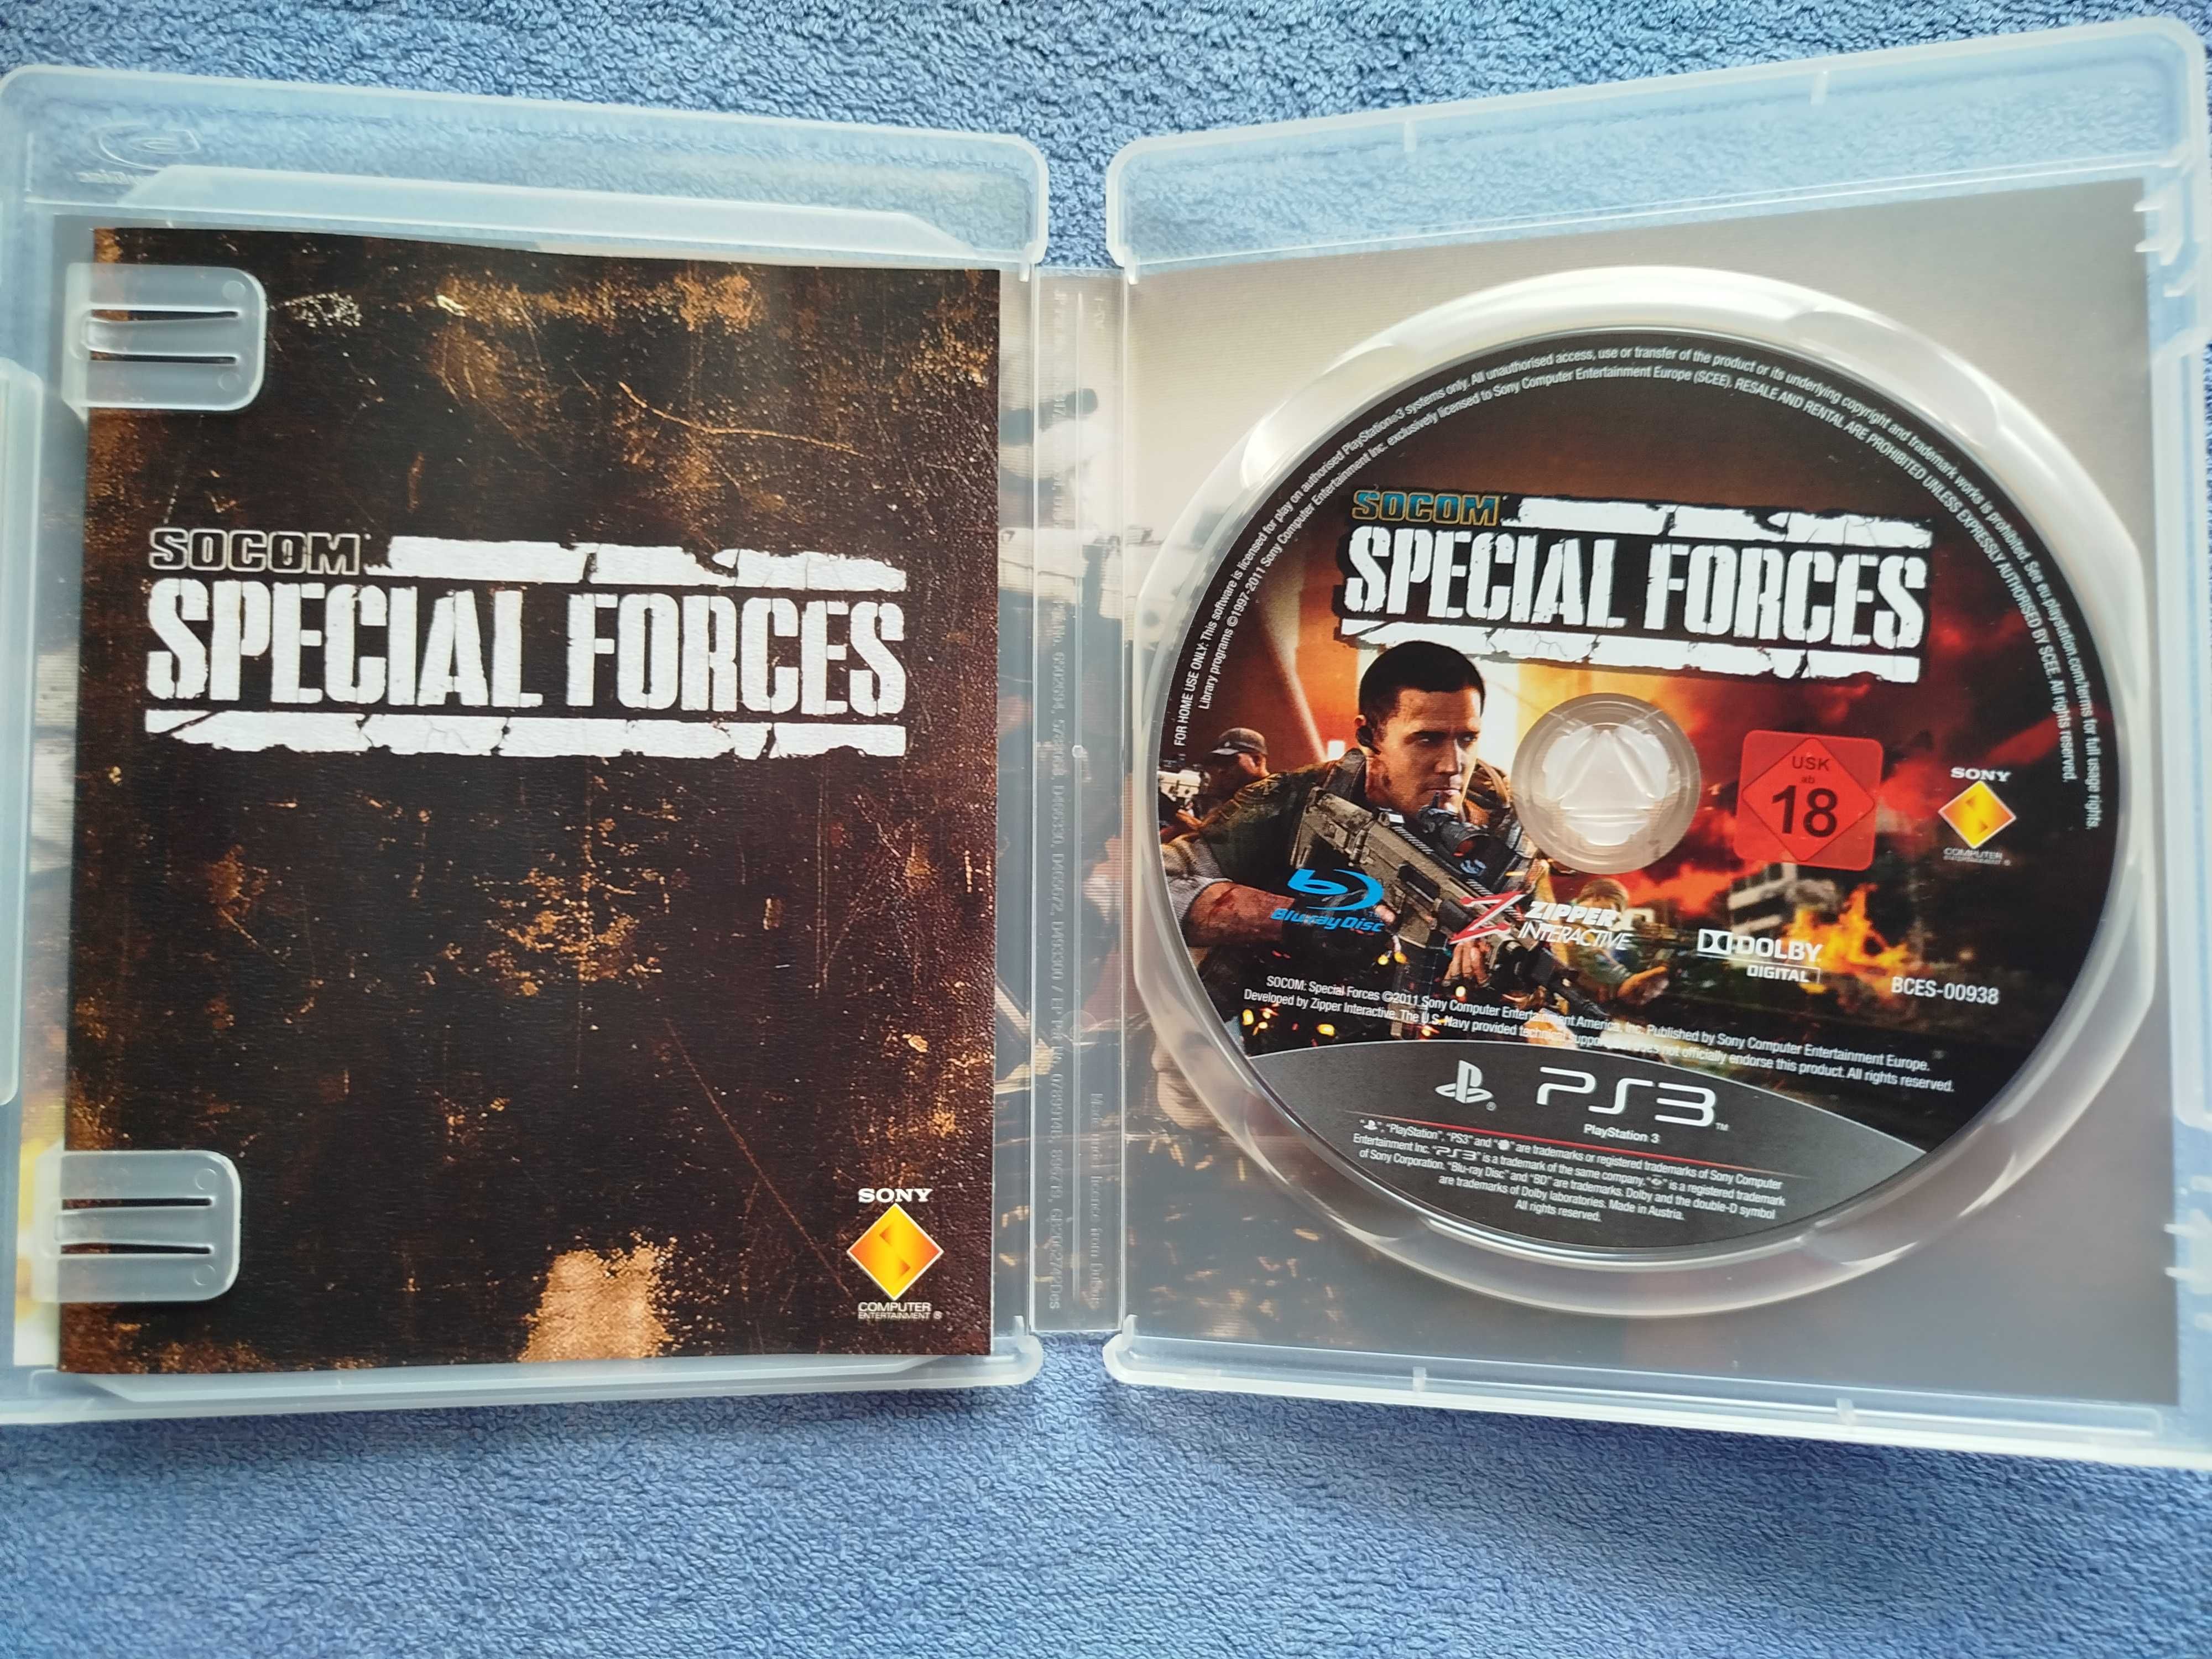 SOCOM
SPECIAL FORCES
SONY
COMPUTER
ENTERTAINMENT ®
FOR HOME USE ONLY: This software is licensed for play on authorised PlayStation®3 systems only. All unauthorised access, use or transfer of the product or its underlying copyright and trademark works is prohibited. See eu.playstation.com/terms for full usage rights.
Library programs ©1997-2011 Sony Computer Entertainment Inc. exclusively licensed to Sony Computer Entertainment Europe (SCEE). RESALE AND RENTAL ARE PROHIBITED UNLESS EXPRESSLY AUTHORISED BY SCEE. All rights reserved.
SOCOM
SPECIAL FORCES
USK
ab
18
SONY
COMPUTER
ENTERTAINMENT ®
Blu-ray Disc
ZIPPER
INTERACTIVE
DOLBY
DIGITAL
BCES-00938
SOCOM: Special Forces ©2011 Sony Computer Entertainment America, Inc. Published by Sony Computer Entertainment Europe.
Developed by Zipper Interactive. The U.S. Navy provided technical support not officially endorse this product. All rights reserved.
PS3™
PlayStation 3
"", "PlayStation", "PS3" and "" are trademarks or registered trademarks of Sony Computer
Entertainment Inc. "PS3" is a trademark of the same company. "" is a registered trademark
of Sony Corporation. "Blu-ray Disc" and "BD" are trademarks. Dolby and the double-D symbol
are trademarks of Dolby laboratories. Made in Austria.
All rights reserved.